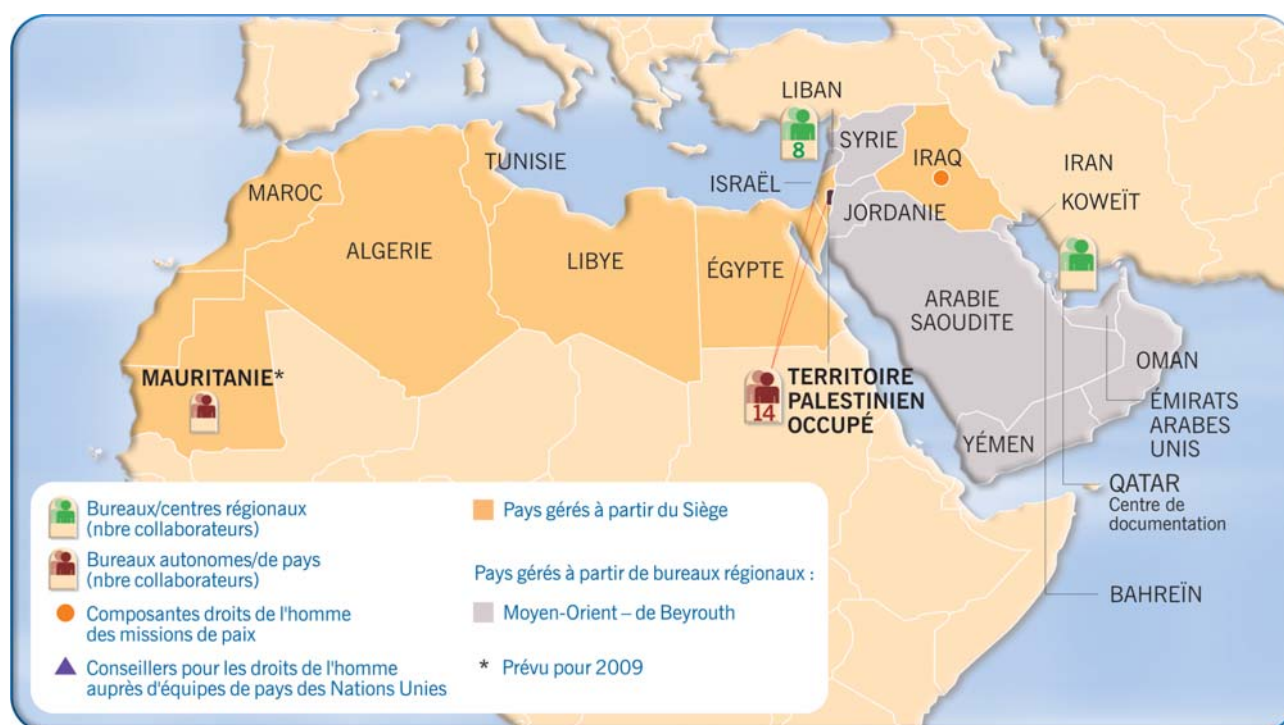 LIBAN
8
SYRIE
IRAQ
IRAN
TUNISIE
ISRAËL
KOWEÏT
MAROC
JORDANIE
ALGERIE
LIBYE
ÉGYPTE
ARABIE
SAOUDITE
OMAN
MAURITANIE*
14
TERRITOIRE
PALESTINIEN
OCCUPÉ
ÉMIRATS
ARABES
UNIS
YÉMEN
QATAR
Centre de
documentation
BAHREÏN
Bureaux/centres régionaux
(nbre collaborateurs)
Bureaux autonomes/de pays
(nbre collaborateurs)
Composantes droits de l'homme
des missions de paix
Conseillers pour les droits de l'homme
auprès d'équipes de pays des Nations Unies
Pays gérés à partir du Siège
Pays gérés à partir de bureaux régionaux :
Moyen-Orient – de Beyrouth
* Prévu pour 2009